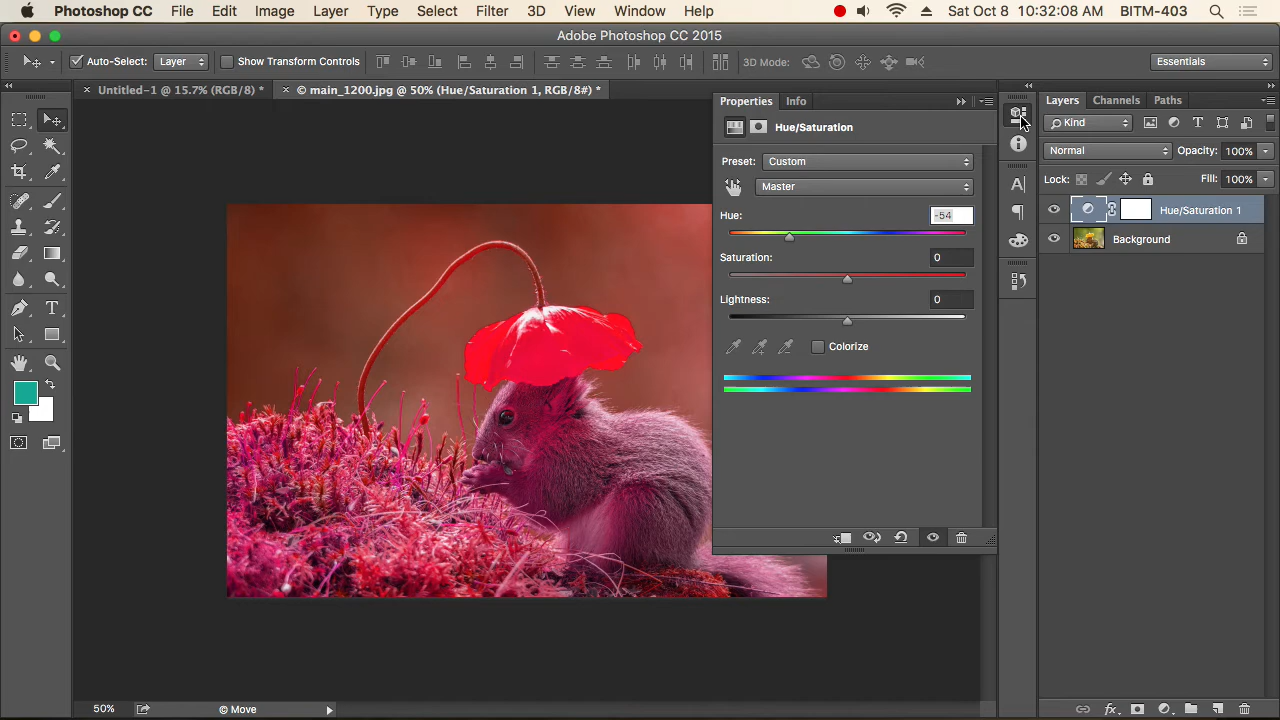 Photoshop CC File Edit Image Layer Type Select Filter 3D View Window Help Sat Oct 8 10:32:08 AM BITM-403
Adobe Photoshop CC 2015
Auto-Select: Layer Show Transform Controls 3D Mode: Essentials
Untitled-1 @ 15.7% (RGB/8) * © main_1200.jpg @ 50% (Hue/Saturation 1, RGB/8#) *
Properties Info
Hue/Saturation
Preset: Custom
Master
Hue: -54
Saturation: 0
Lightness: 0
Colorize
Layers Channels Paths
Kind
Normal Opacity: 100%
Lock: Fill: 100%
Hue/Saturation 1
Background
50% © Move